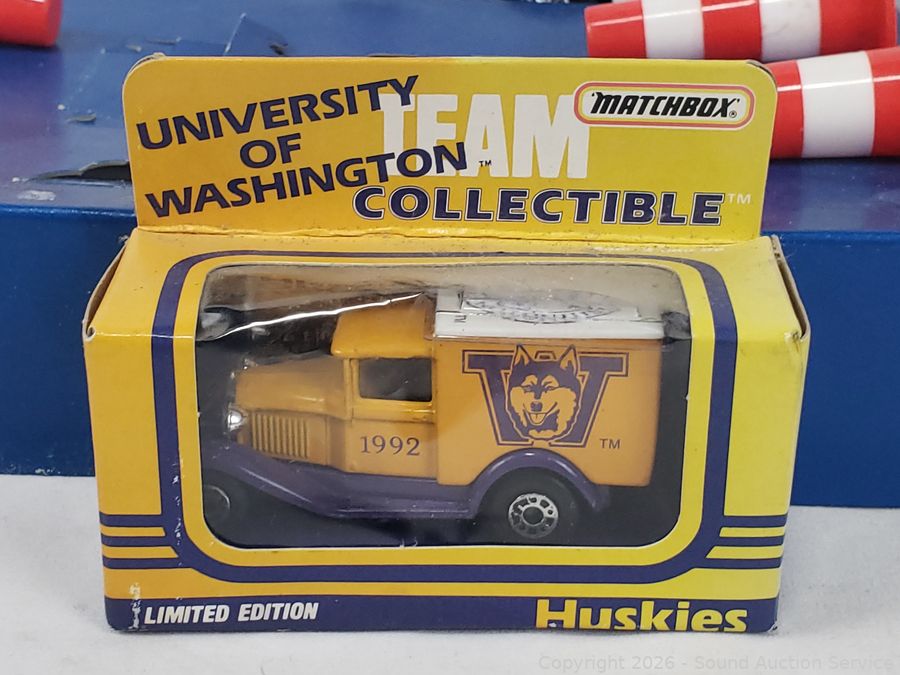 UNIVERSITY
OF
WASHINGTON™
TEAM
COLLECTIBLE™
MATCHBOX®
1992
W
TM
LIMITED EDITION
Huskies
Copyright 2026 - Sound Auction Service